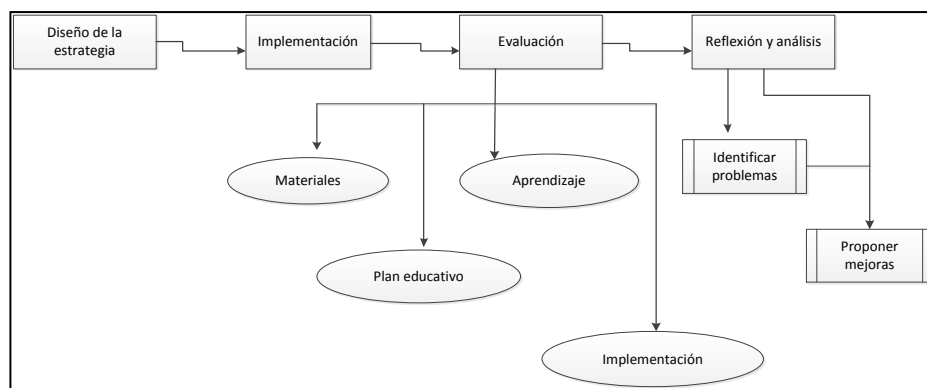 Diseño de la
estrategia
Implementación
Evaluación
Reflexión y análisis
Materiales
Aprendizaje
Identificar
problemas
Plan educativo
Proponer
mejoras
Implementación